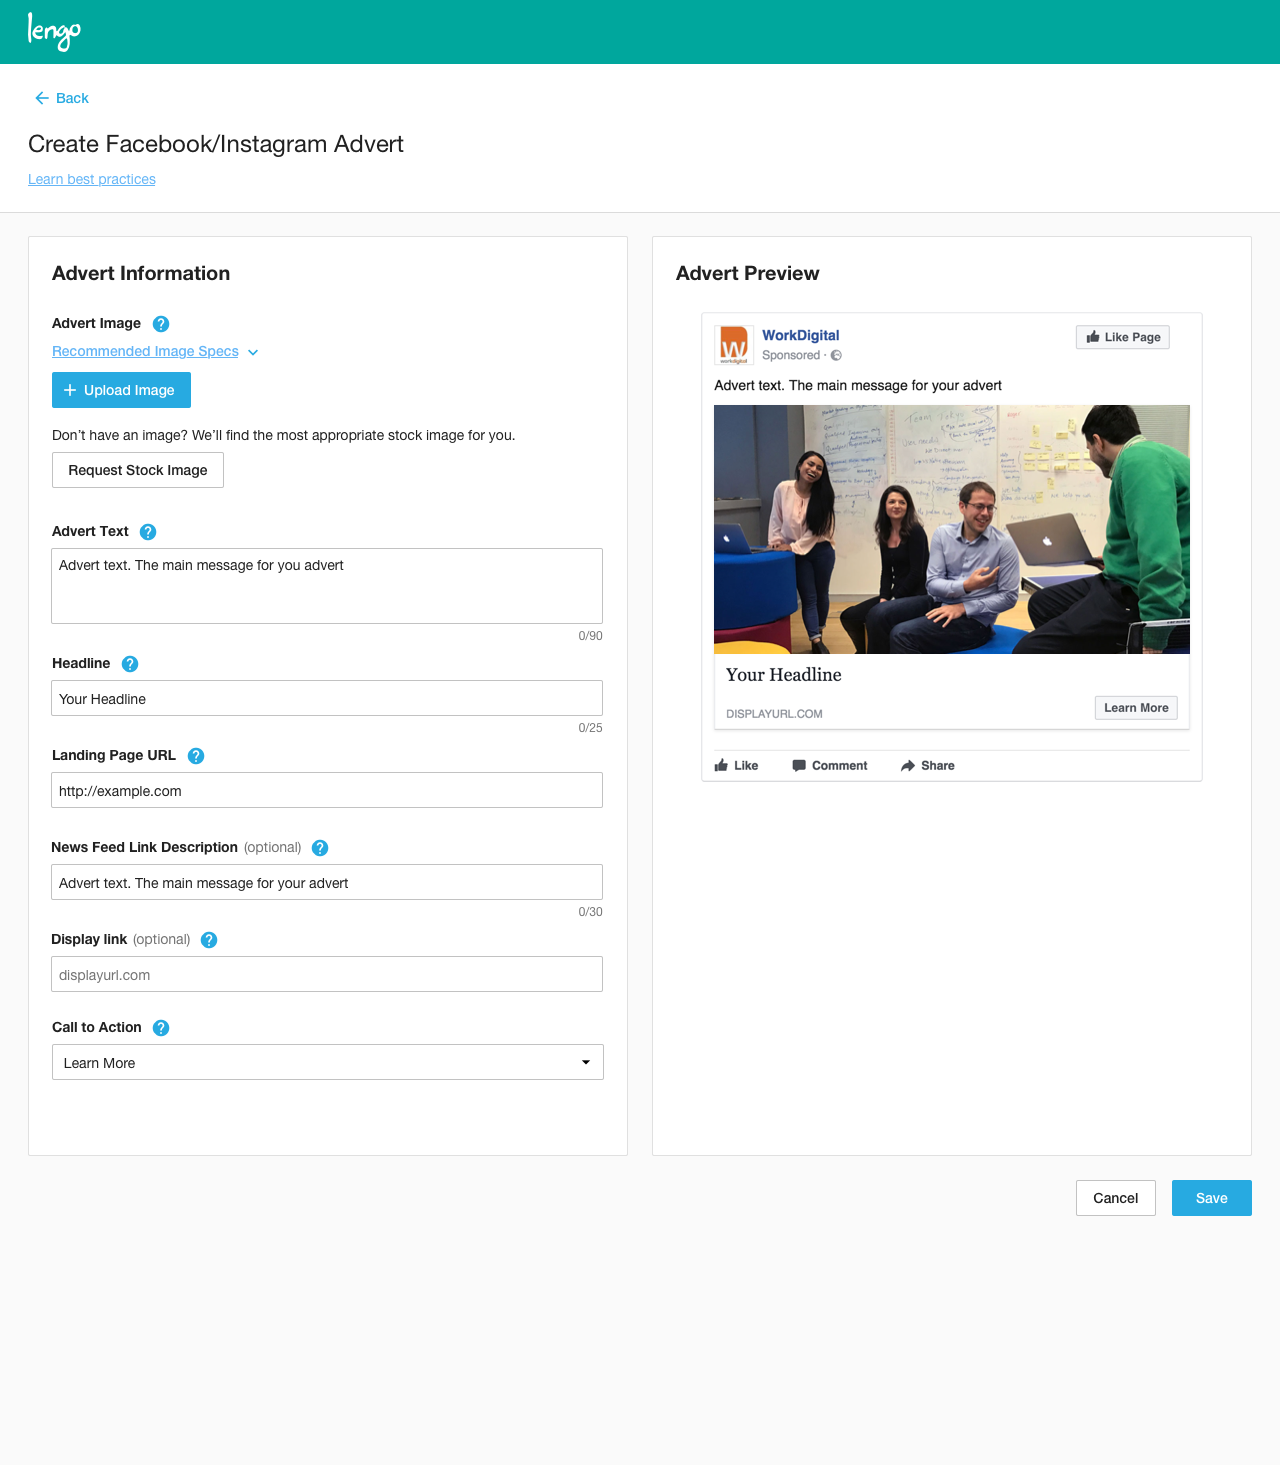 lengo
Back
Create Facebook/Instagram Advert
Learn best practices
Advert Information
Advert Image
Recommended Image Specs
Upload Image
Don't have an image? We'll find the most appropriate stock image for you.
Request Stock Image
Advert Text
Advert text. The main message for you advert
0/90
Headline
Your Headline
0/25
Landing Page URL
http://example.com
News Feed Link Description (optional)
Advert text. The main message for your advert
0/30
Display link (optional)
displayurl.com
Call to Action
Learn More
Advert Preview
W
workdigital
WorkDigital
Sponsored ·
Like Page
Advert text. The main message for your advert
Your Headline
DISPLAYURL.COM
Learn More
Like
Comment
Share
Cancel
Save